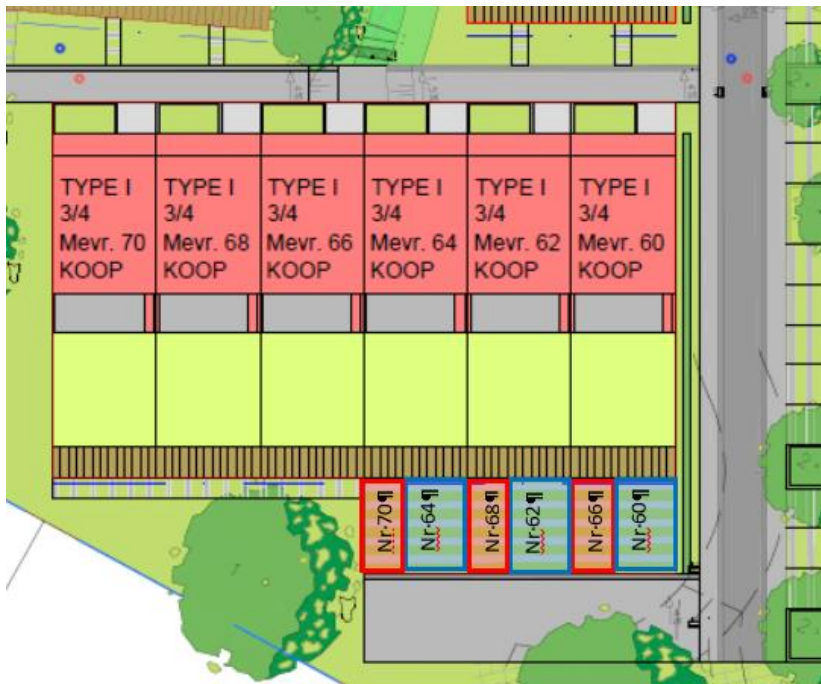 TYPE I
3/4
Mevr. 70
KOOP
TYPE I
3/4
Mevr. 68
KOOP
TYPE I
3/4
Mevr. 66
KOOP
TYPE I
3/4
Mevr. 64
KOOP
TYPE I
3/4
Mevr. 62
KOOP
TYPE I
3/4
Mevr. 60
KOOP
Nr·70¶
Nr·64¶
Nr·68¶
Nr·62¶
Nr·66¶
Nr·60¶